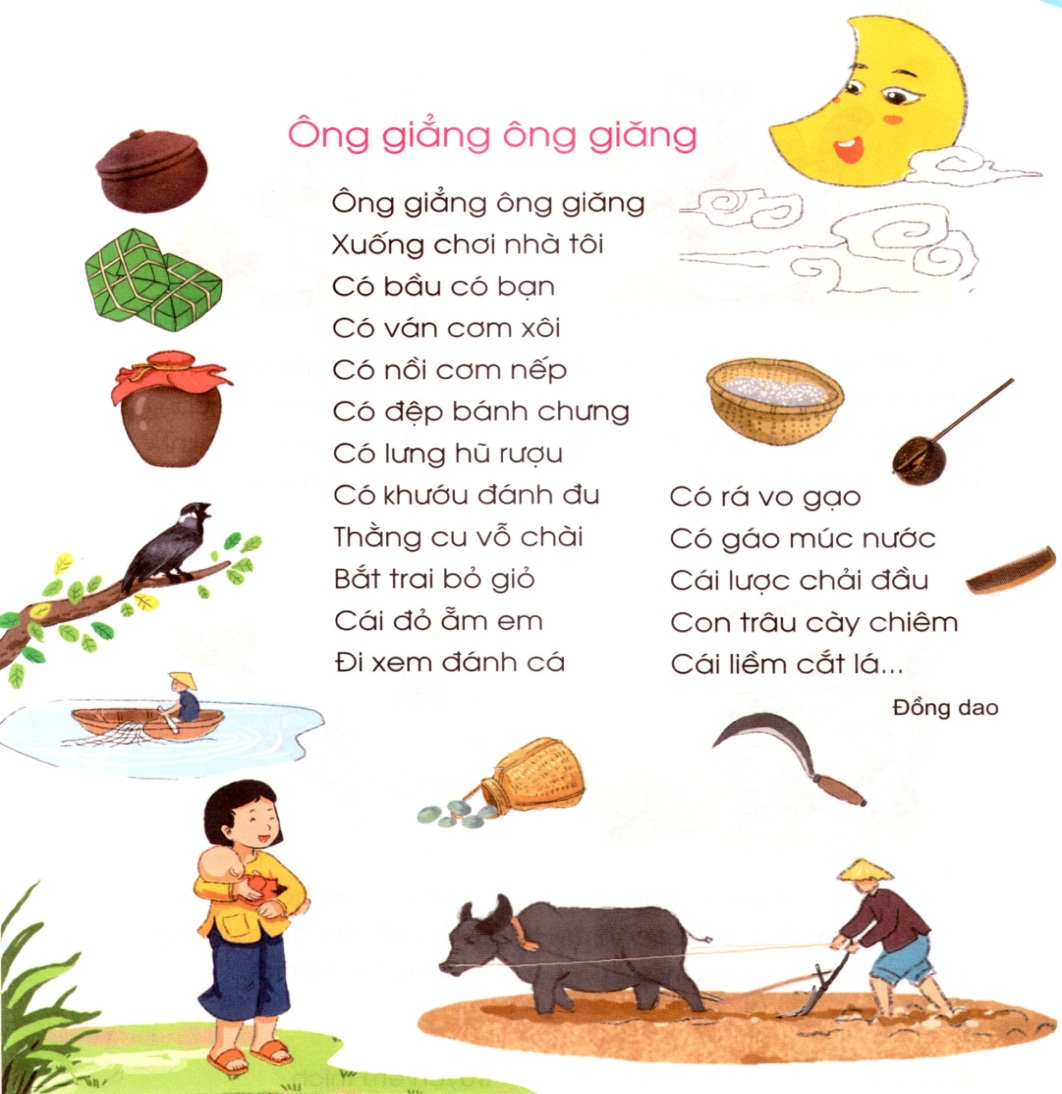 Ông giẳng ông giăng
Ông giẳng ông giăng
Xuống chơi nhà tôi
Có bầu có bạn
Có ván cơm xôi
Có nồi cơm nếp
Có đệp bánh chưng
Có lưng hũ rượu
Có khướu đánh đu
Thằng cu vỗ chài
Bắt trai bỏ giỏ
Cái đỏ ẵm em
Đi xem đánh cá
Có rá vo gạo
Có gáo múc nước
Cái lược chải đầu
Con trâu cày chiêm
Cái liềm cắt lá...
Đồng dao